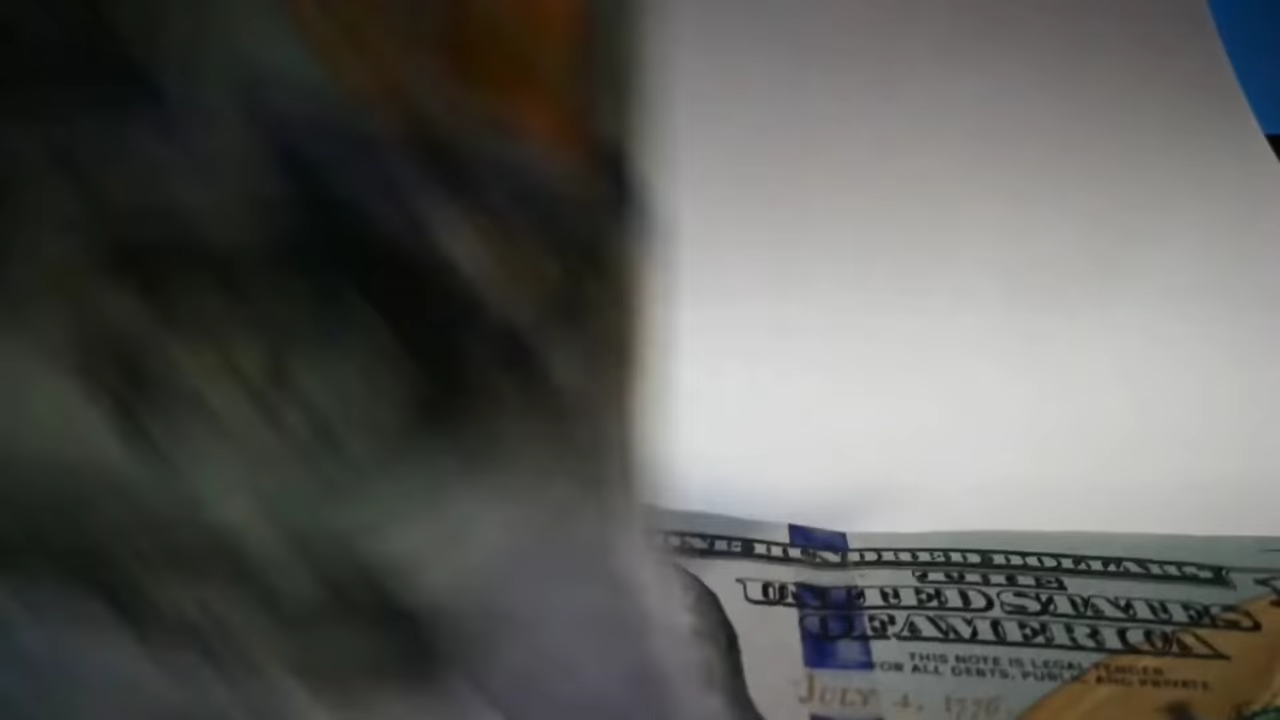 ONE HUNDRED DOLLARS
THE
UNITED STATES
OF AMERICA
THIS NOTE IS LEGAL TENDER
FOR ALL DEBTS, PUBLIC AND PRIVATE
JULY 4, 1776